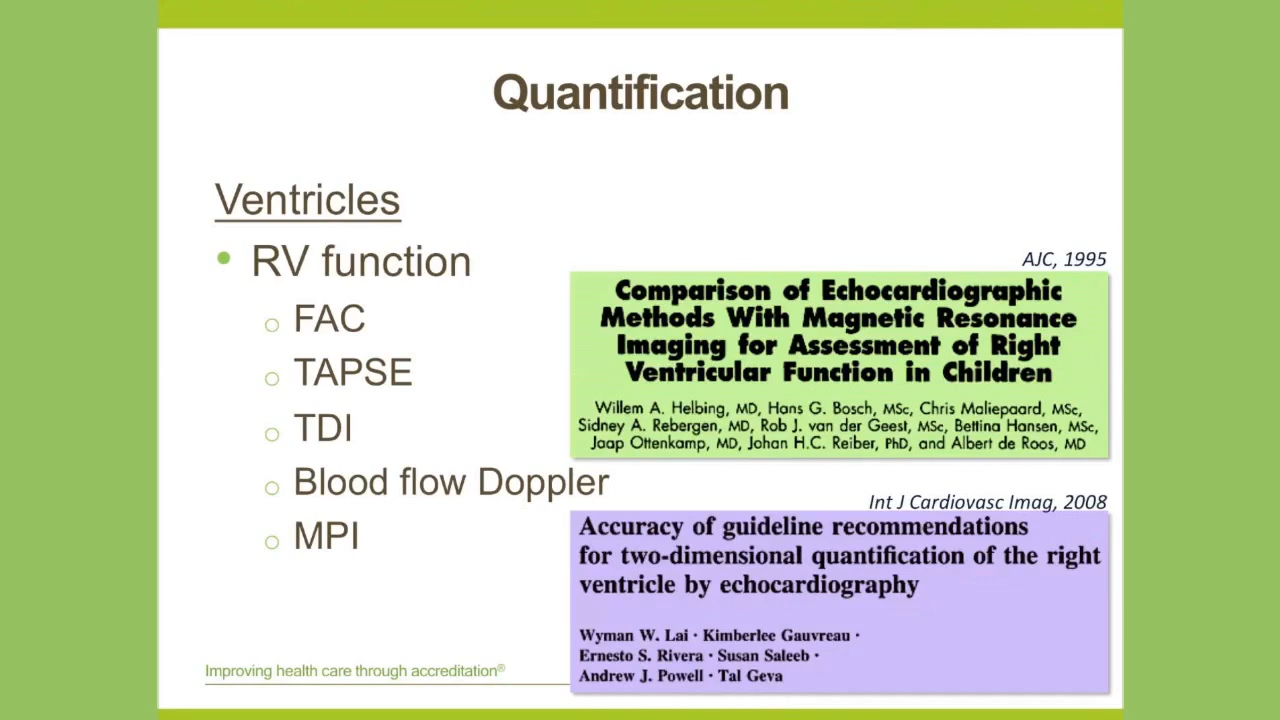 Quantification
Ventricles
• RV function
o FAC
o TAPSE
o TDI
o Blood flow Doppler
o MPI
AJC, 1995
Comparison of Echocardiographic
Methods With Magnetic Resonance
Imaging for Assessment of Right
Ventricular Function in Children
Willem A. Helbing, MD, Hans G. Bosch, MSc, Chris Maliepaard, MSc,
Sidney A. Rebergen, MD, Rob J. van der Geest, MSc, Bettina Hansen, MSc,
Jaap Ottenkamp, MD, Johan H.C. Reiber, PhD, and Albert de Roos, MD
Int J Cardiovasc Imag, 2008
Accuracy of guideline recommendations
for two-dimensional quantification of the right
ventricle by echocardiography
Wyman W. Lai · Kimberlee Gauvreau ·
Ernesto S. Rivera · Susan Saleeb ·
Andrew J. Powell · Tal Geva
Improving health care through accreditation®